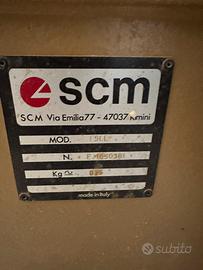 scm
SCM Via Emilia 77 - 47037 Rimini
MOD.
N.
Kg
made in Italy
subito